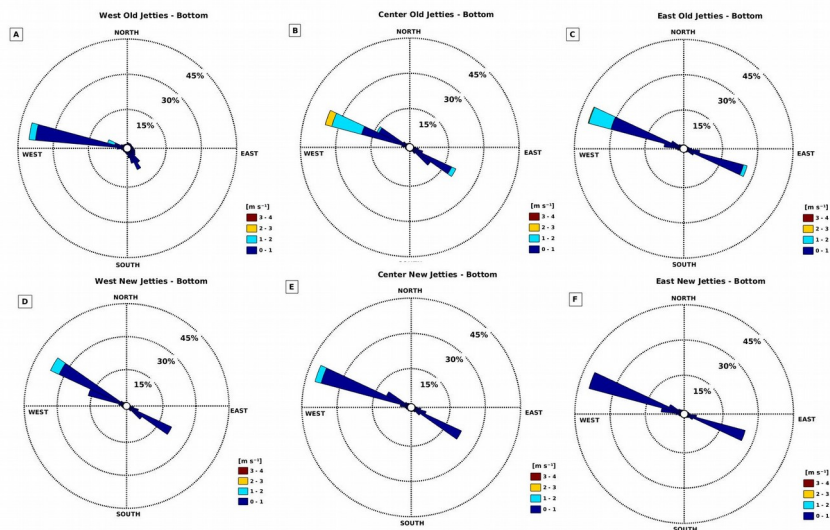 West Old Jetties - Bottom
A
NORTH
45%
30%
15%
WEST
EAST
[m s⁻¹]
3 - 4
2 - 3
1 - 2
0 - 1
SOUTH
Center Old Jetties - Bottom
B
NORTH
45%
30%
15%
WEST
EAST
[m s⁻¹]
3 - 4
2 - 3
1 - 2
0 - 1
East Old Jetties - Bottom
C
NORTH
45%
30%
15%
WEST
EAST
[m s⁻¹]
3 - 4
2 - 3
1 - 2
0 - 1
SOUTH
West New Jetties - Bottom
D
NORTH
45%
30%
15%
WEST
EAST
[m s⁻¹]
3 - 4
2 - 3
1 - 2
0 - 1
SOUTH
Center New Jetties - Bottom
E
NORTH
45%
30%
15%
WEST
EAST
[m s⁻¹]
3 - 4
2 - 3
1 - 2
0 - 1
SOUTH
East New Jetties - Bottom
F
NORTH
45%
30%
15%
WEST
EAST
[m s⁻¹]
3 - 4
2 - 3
1 - 2
0 - 1
SOUTH